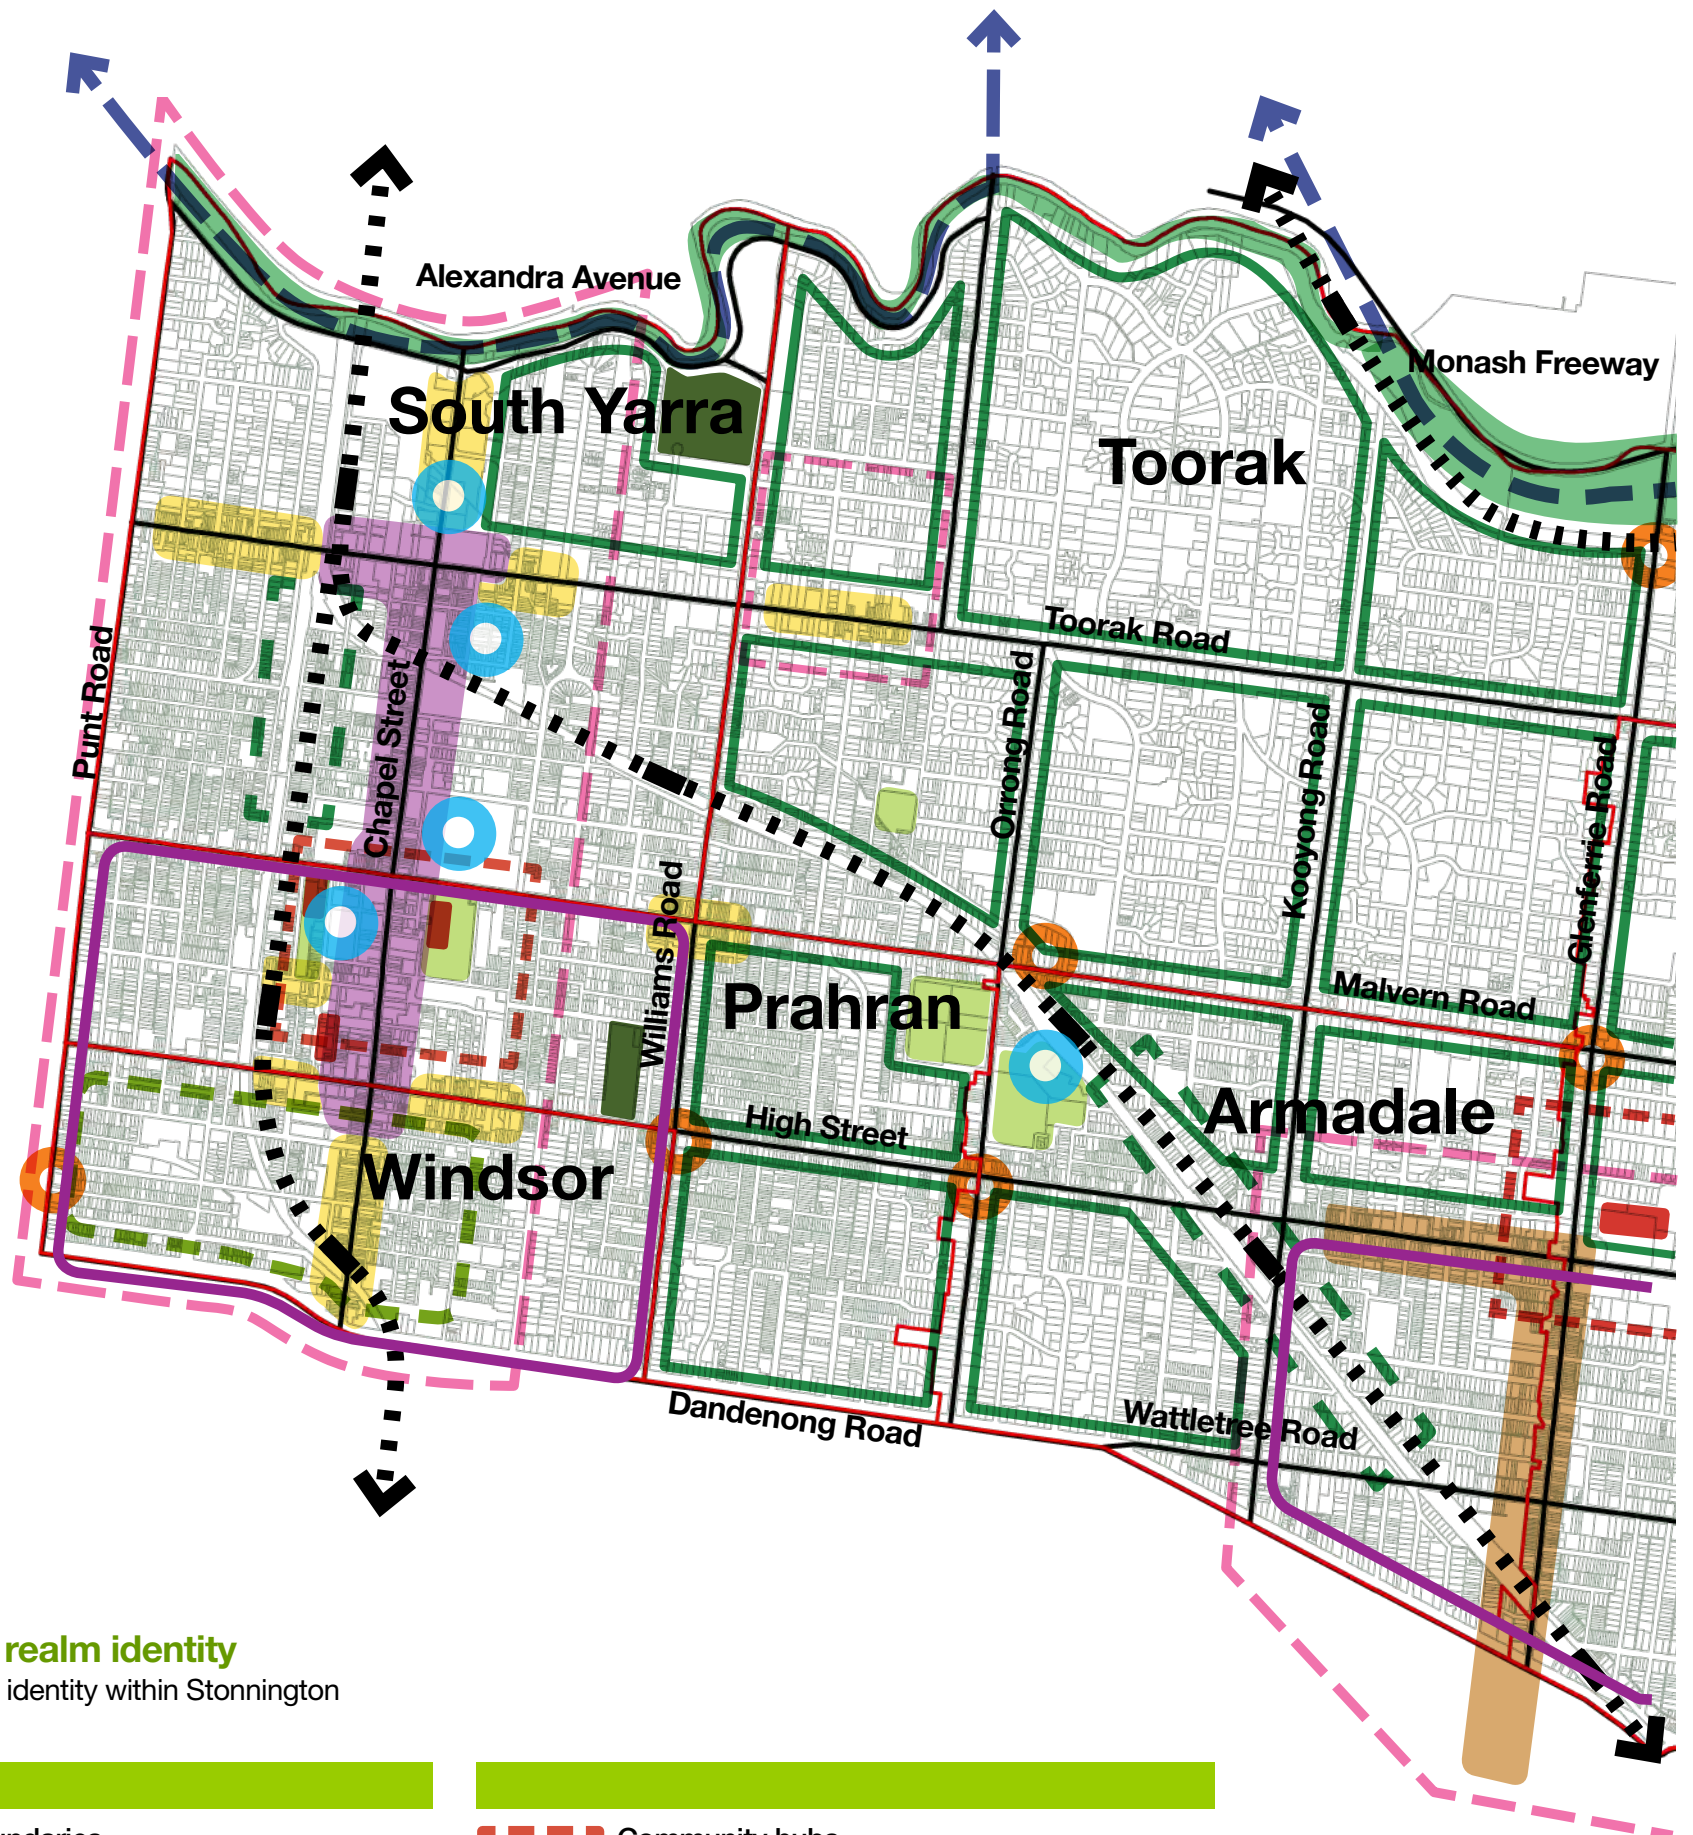 Alexandra Avenue
Monash Freeway
South Yarra
Toorak
Toorak Road
Punt Road
Chapel Street
Orrong Road
Kooyong Road
Glenferrie Road
Williams Road
Prahran
Malvern Road
Armadale
High Street
Windsor
Dandenong Road
Wattletree Road
realm identity
identity within Stonnington